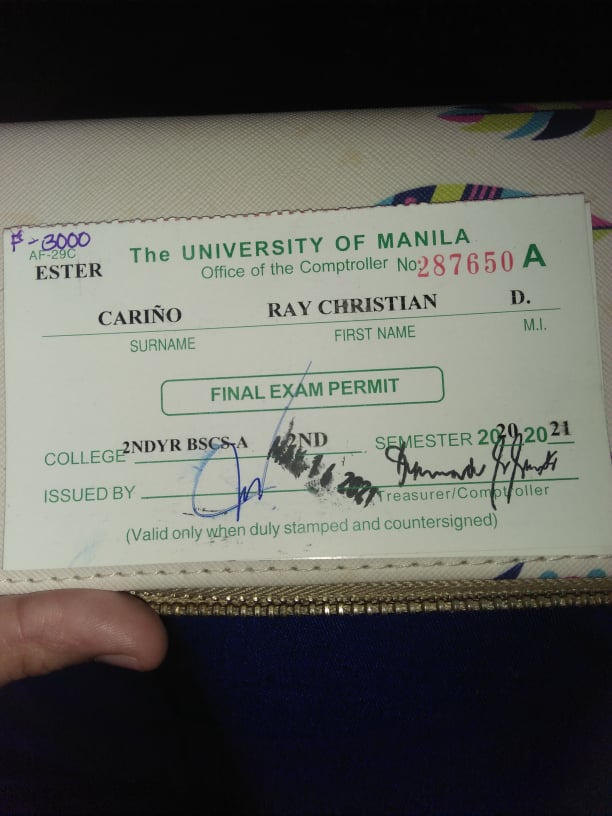 ₱-3000
AF-29C
ESTER
The UNIVERSITY OF MANILA
Office of the Comptroller No. 287650 A
CARIÑO RAY CHRISTIAN D.
SURNAME FIRST NAME M.I.
FINAL EXAM PERMIT
COLLEGE 2NDYR BSCS-A 2ND SEMESTER 2020 2021
16 2021
ISSUED BY Treasurer/Comptroller
(Valid only when duly stamped and countersigned)